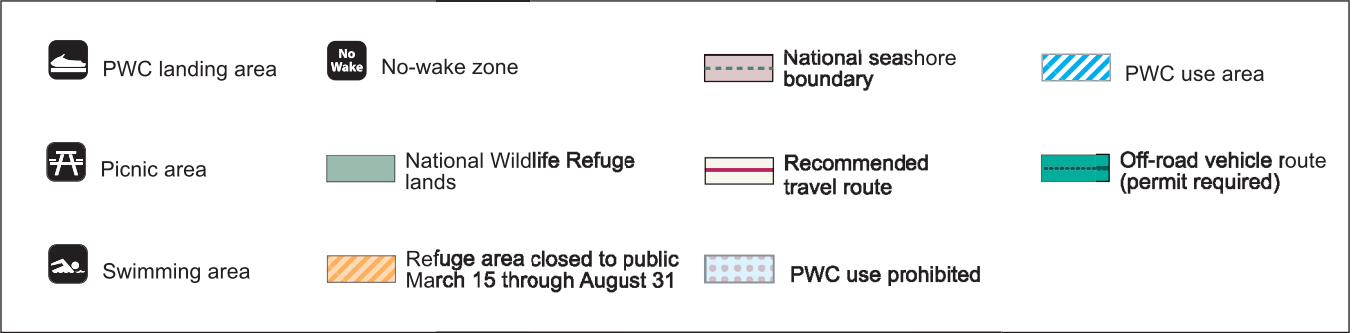 PWC landing area
No
Wake
No-wake zone
National seashore
boundary
PWC use area
Picnic area
National Wildlife Refuge
lands
Recommended
travel route
Off-road vehicle route
(permit required)
Swimming area
Refuge area closed to public
March 15 through August 31
PWC use prohibited